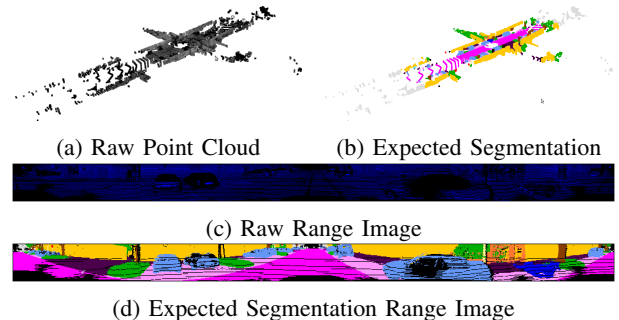 (a) Raw Point Cloud
(b) Expected Segmentation
(c) Raw Range Image
(d) Expected Segmentation Range Image